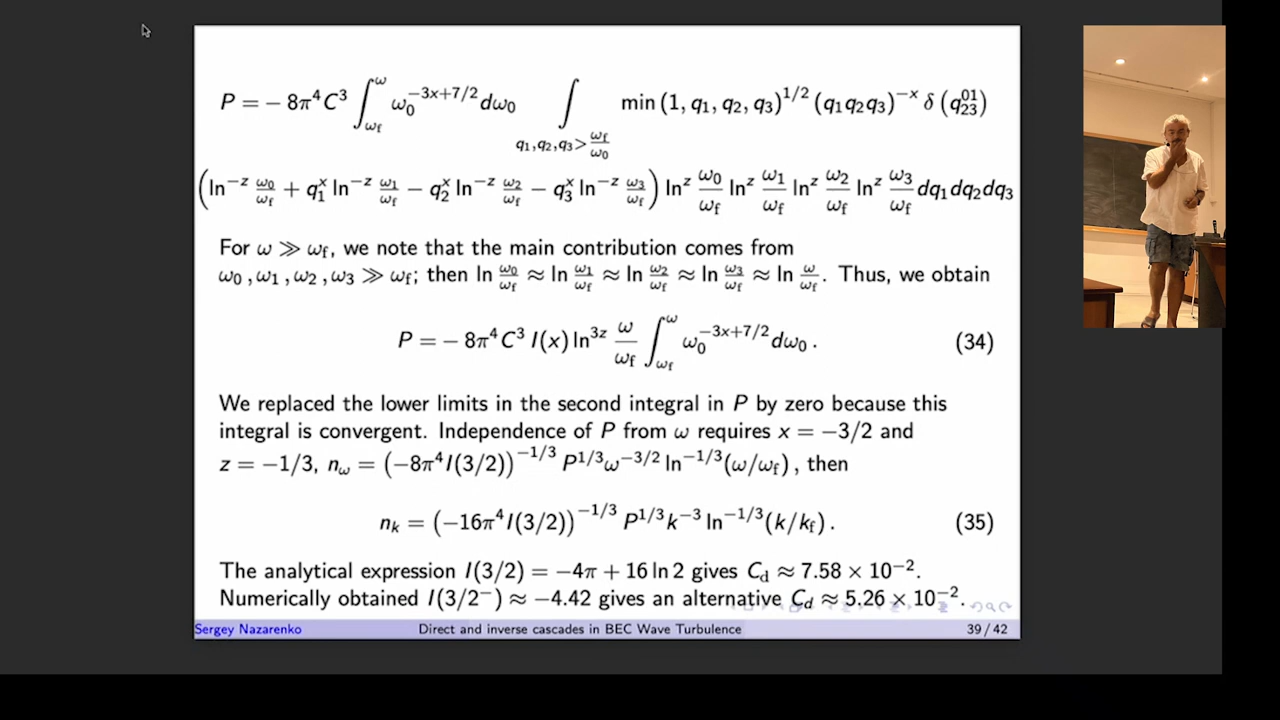 P = − 8π⁴C³ ∫_{ω_f}^{ω} ω₀^{−3x+7/2} dω₀ ∫_{q₁,q₂,q₃>ω_f/ω₀} min (1, q₁, q₂, q₃)^{1/2} (q₁q₂q₃)^{−x} δ (q^{01}_{23})
(ln^{−z} ω₀/ω_f + q₁^x ln^{−z} ω₁/ω_f − q₂^x ln^{−z} ω₂/ω_f − q₃^x ln^{−z} ω₃/ω_f) ln^z ω₀/ω_f ln^z ω₁/ω_f ln^z ω₂/ω_f ln^z ω₃/ω_f dq₁dq₂dq₃
For ω ≫ ω_f, we note that the main contribution comes from
ω₀, ω₁, ω₂, ω₃ ≫ ω_f; then ln ω₀/ω_f ≈ ln ω₁/ω_f ≈ ln ω₂/ω_f ≈ ln ω₃/ω_f ≈ ln ω/ω_f. Thus, we obtain
P = − 8π⁴C³ I(x) ln^{3z} ω/ω_f ∫_{ω_f}^{ω} ω₀^{−3x+7/2} dω₀ . (34)
We replaced the lower limits in the second integral in P by zero because this
integral is convergent. Independence of P from ω requires x = −3/2 and
z = −1/3, n_ω = (−8π⁴I(3/2))^{−1/3} P^{1/3}ω^{−3/2} ln^{−1/3}(ω/ω_f) , then
n_k = (−16π⁴I(3/2))^{−1/3} P^{1/3}k^{−3} ln^{−1/3}(k/k_f) . (35)
The analytical expression I(3/2) = −4π + 16 ln 2 gives C_d ≈ 7.58 × 10^{−2}.
Numerically obtained I(3/2⁻) ≈ −4.42 gives an alternative C_d ≈ 5.26 × 10^{−2}.
Sergey Nazarenko Direct and inverse cascades in BEC Wave Turbulence 39 / 42